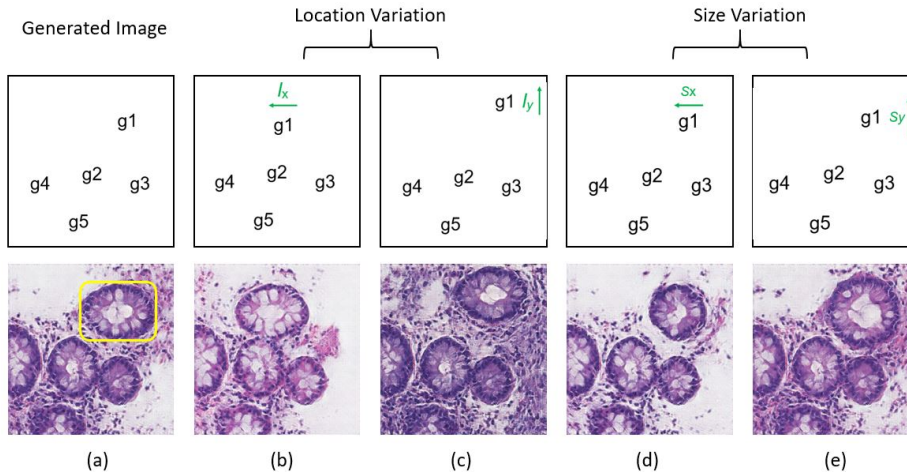 Generated Image
Location Variation
Size Variation
g1
g4 g2 g3
g5
lx
g1
g4 g2 g3
g5
g1 ly
g4 g2 g3
g5
sx
g1
g4 g2 g3
g5
g1 sy
g4 g2 g3
g5
(a) (b) (c) (d) (e)